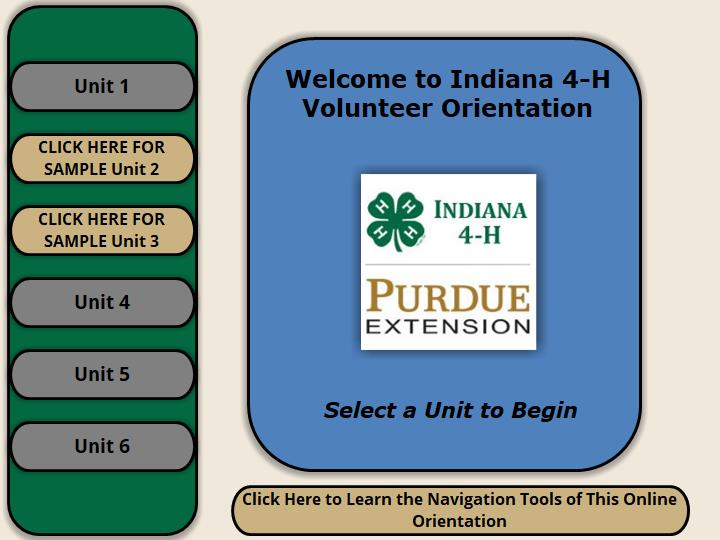 Unit 1
CLICK HERE FOR
SAMPLE Unit 2
CLICK HERE FOR
SAMPLE Unit 3
Unit 4
Unit 5
Unit 6
Welcome to Indiana 4-H
Volunteer Orientation
H H
H H
INDIANA
4-H
PURDUE
EXTENSION
Select a Unit to Begin
Click Here to Learn the Navigation Tools of This Online
Orientation